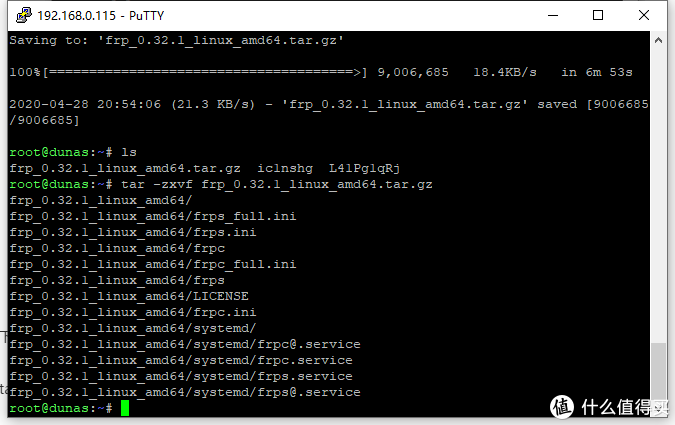 192.168.0.115 - PuTTY
Saving to: 'frp_0.32.1_linux_amd64.tar.gz'
100%[======================================>] 9,006,685   18.4KB/s   in 6m 53s
2020-04-28 20:54:06 (21.3 KB/s) - 'frp_0.32.1_linux_amd64.tar.gz' saved [9006685
/9006685]
root@dunas:~# ls
frp_0.32.1_linux_amd64.tar.gz  ic1nshg  L41Pg1qRj
root@dunas:~# tar -zxvf frp_0.32.1_linux_amd64.tar.gz
frp_0.32.1_linux_amd64/
frp_0.32.1_linux_amd64/frps_full.ini
frp_0.32.1_linux_amd64/frps.ini
frp_0.32.1_linux_amd64/frpc
frp_0.32.1_linux_amd64/frpc_full.ini
frp_0.32.1_linux_amd64/frps
frp_0.32.1_linux_amd64/LICENSE
frp_0.32.1_linux_amd64/frpc.ini
frp_0.32.1_linux_amd64/systemd/
frp_0.32.1_linux_amd64/systemd/frpc@.service
frp_0.32.1_linux_amd64/systemd/frpc.service
frp_0.32.1_linux_amd64/systemd/frps.service
frp_0.32.1_linux_amd64/systemd/frps@.service
root@dunas:~#
值 什么值得买